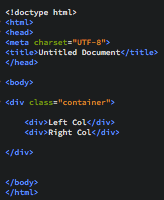 <!doctype html>
<html>
<head>
<meta charset="UTF-8">
<title>Untitled Document</title>
</head>
<body>
<div class="container">
<div>Left Col</div>
<div>Right Col</div>
</div>
</body>
</html>